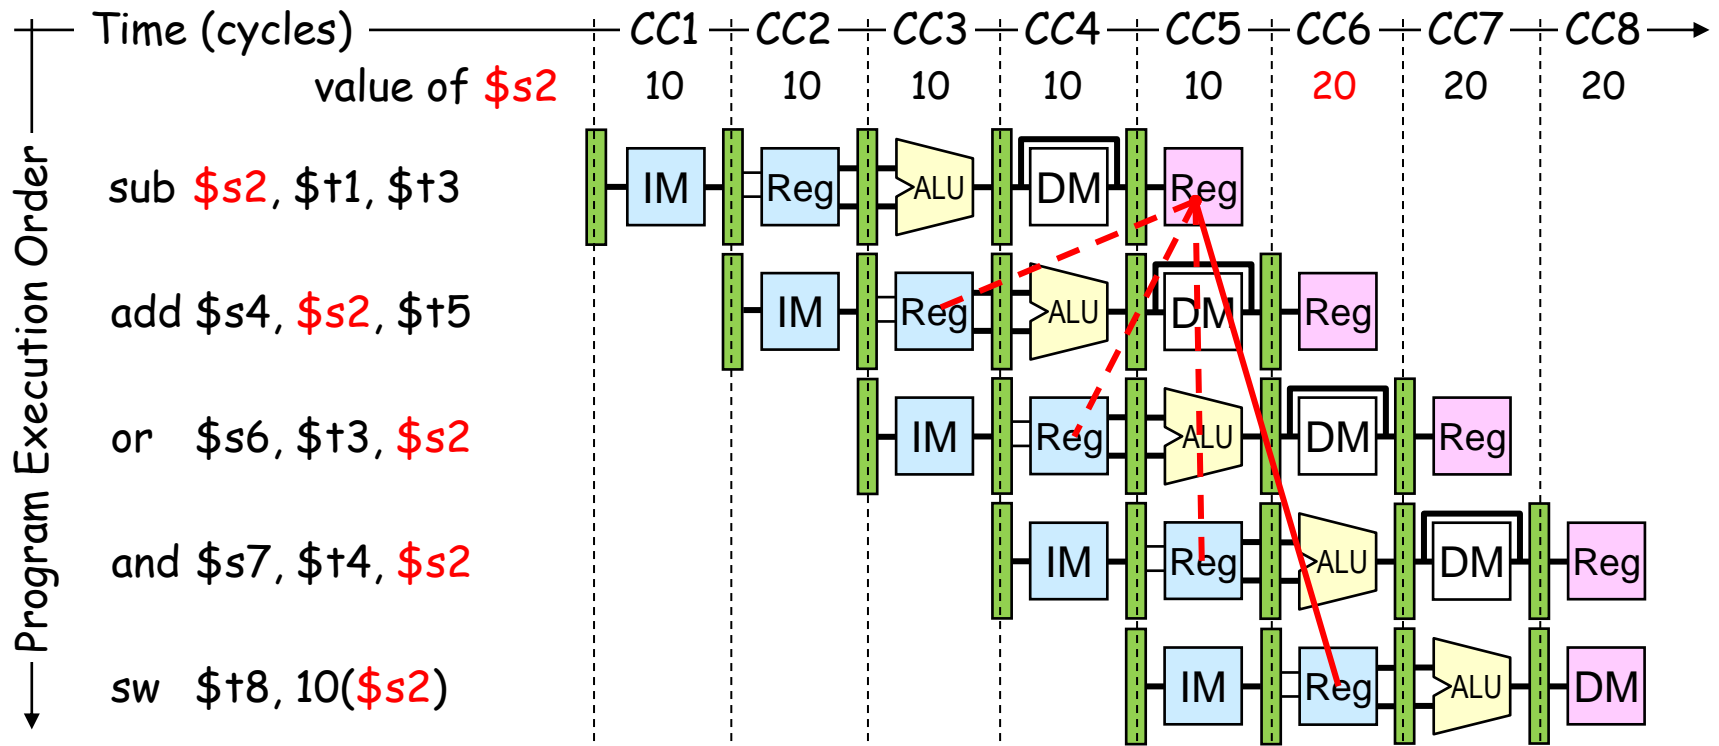 Time (cycles) CC1 CC2 CC3 CC4 CC5 CC6 CC7 CC8
value of $s2 10 10 10 10 10 20 20 20
Program Execution Order
sub $s2, $t1, $t3 IM Reg ALU DM Reg
add $s4, $s2, $t5 IM Reg ALU DM Reg
or $s6, $t3, $s2 IM Reg ALU DM Reg
and $s7, $t4, $s2 IM Reg ALU DM Reg
sw $t8, 10($s2) IM Reg ALU DM